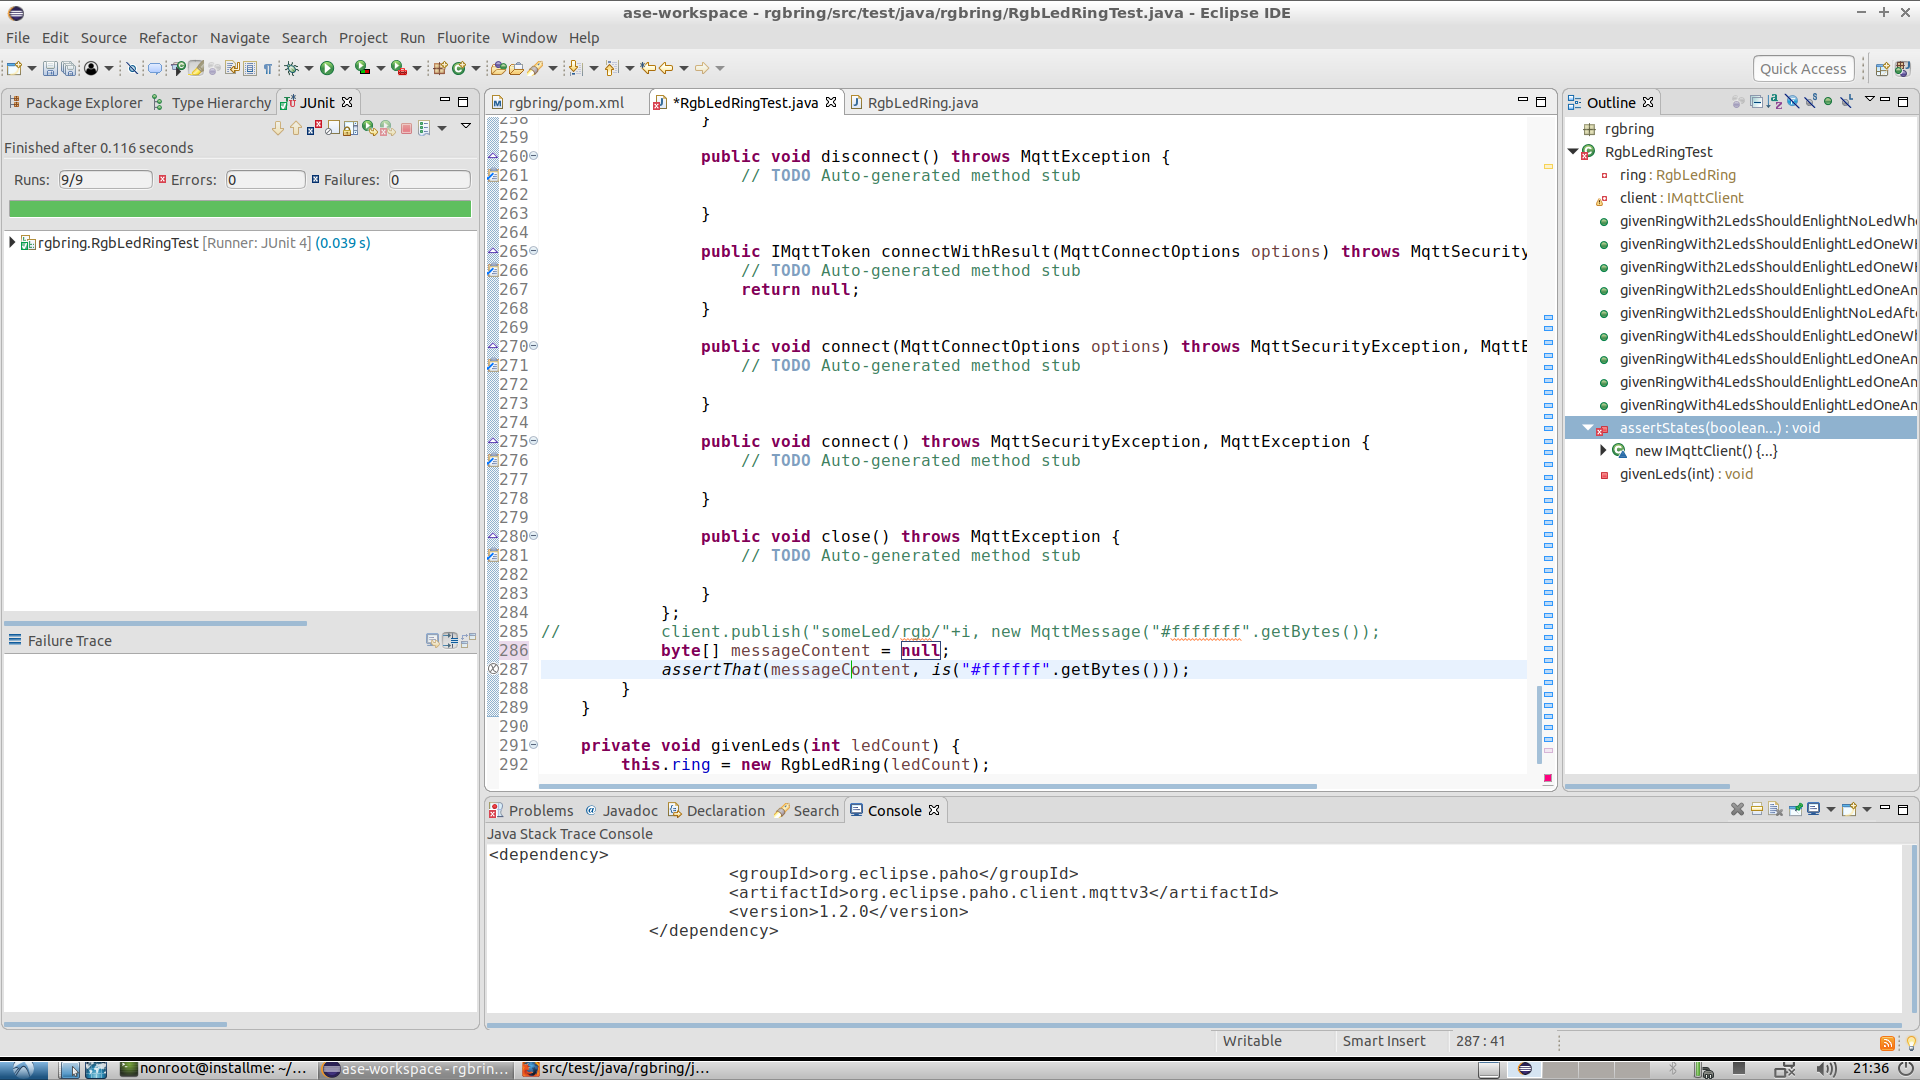 ase-workspace - rgbring/src/test/java/rgbring/RgbLedRingTest.java - Eclipse IDE
File Edit Source Refactor Navigate Search Project Run Fluorite Window Help
Quick Access
Package Explorer Type Hierarchy JUnit
Finished after 0.116 seconds
Runs: 9/9 Errors: 0 Failures: 0
rgbring.RgbLedRingTest [Runner: JUnit 4] (0.039 s)
Failure Trace
rgbring/pom.xml *RgbLedRingTest.java RgbLedRing.java
258 }
259
260 public void disconnect() throws MqttException {
261 // TODO Auto-generated method stub
262
263 }
264
265 public IMqttToken connectWithResult(MqttConnectOptions options) throws MqttSecurity
266 // TODO Auto-generated method stub
267 return null;
268 }
269
270 public void connect(MqttConnectOptions options) throws MqttSecurityException, MqttE
271 // TODO Auto-generated method stub
272
273 }
274
275 public void connect() throws MqttSecurityException, MqttException {
276 // TODO Auto-generated method stub
277
278 }
279
280 public void close() throws MqttException {
281 // TODO Auto-generated method stub
282
283 }
284 };
285 // client.publish("someLed/rgb/"+i, new MqttMessage("#fffffff".getBytes());
286 byte[] messageContent = null;
287 assertThat(messageContent, is("#ffffff".getBytes()));
288 }
289 }
290
291 private void givenLeds(int ledCount) {
292 this.ring = new RgbLedRing(ledCount);
Outline
rgbring
RgbLedRingTest
ring : RgbLedRing
client : IMqttClient
givenRingWith2LedsShouldEnlightNoLedWh
givenRingWith2LedsShouldEnlightLedOneWh
givenRingWith2LedsShouldEnlightLedOneWh
givenRingWith2LedsShouldEnlightLedOneAn
givenRingWith2LedsShouldEnlightNoLedAft
givenRingWith4LedsShouldEnlightLedOneWh
givenRingWith4LedsShouldEnlightLedOneAn
givenRingWith4LedsShouldEnlightLedOneAn
givenRingWith4LedsShouldEnlightLedOneAn
assertStates(boolean...) : void
new IMqttClient() {...}
givenLeds(int) : void
Problems Javadoc Declaration Search Console
Java Stack Trace Console
<dependency>
<groupId>org.eclipse.paho</groupId>
<artifactId>org.eclipse.paho.client.mqttv3</artifactId>
<version>1.2.0</version>
</dependency>
Writable Smart Insert 287 : 41
nonroot@installme: ~/... ase-workspace - rgbrin... src/test/java/rgbring/j... 21:36